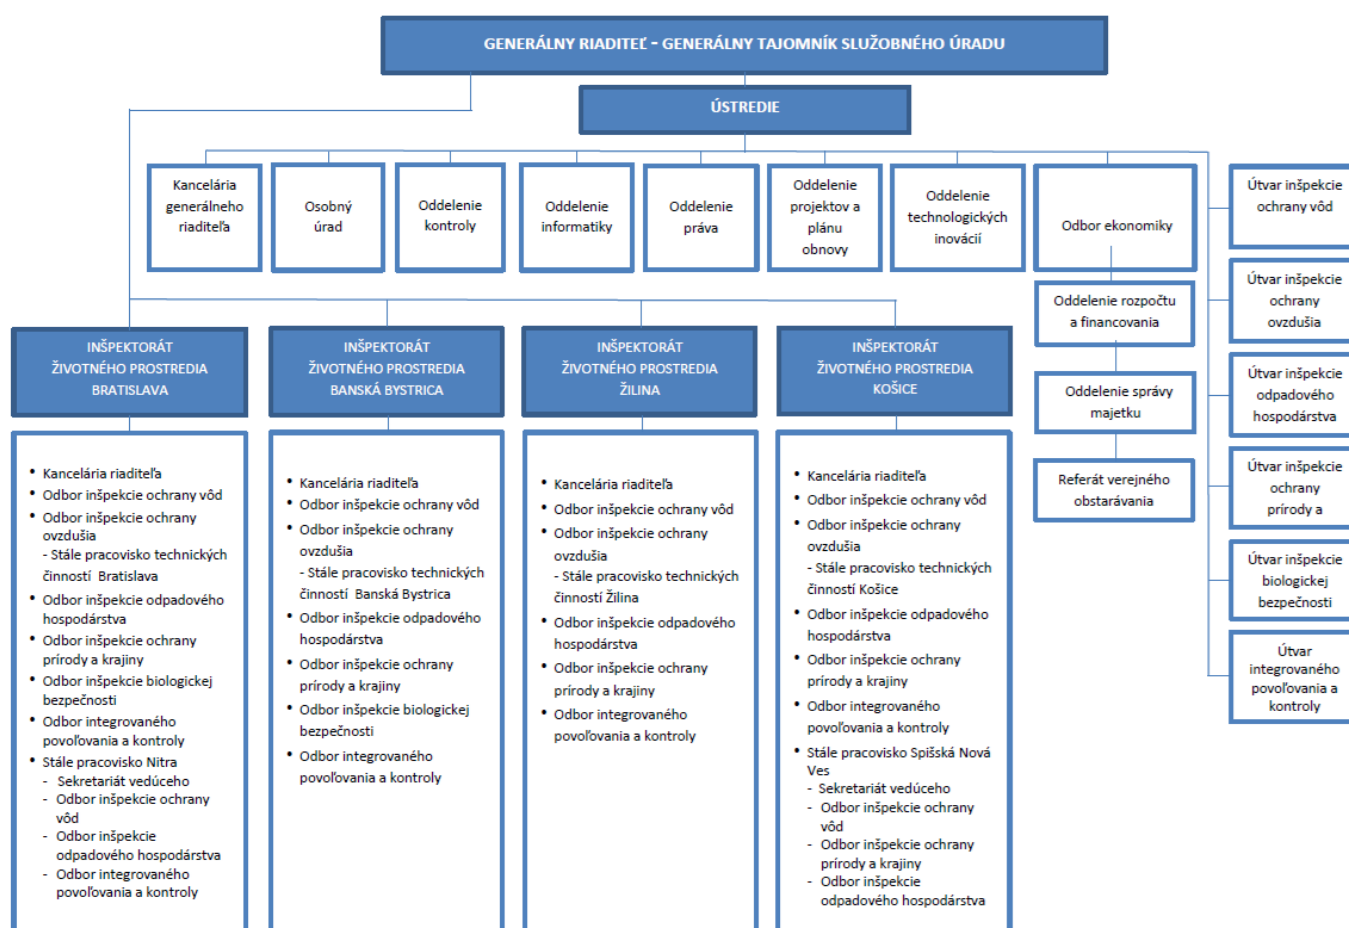 GENERÁLNY RIADITEĽ - GENERÁLNY TAJOMNÍK SLUŽOBNÉHO ÚRADU
ÚSTREDIE
Kancelária
generálneho
riaditeľa
Osobný
úrad
Oddelenie
kontroly
Oddelenie
informatiky
Oddelenie
práva
Oddelenie
projektov a
plánu
obnovy
Oddelenie
technologických
inovácií
Odbor ekonomiky
Oddelenie rozpočtu
a financovania
Oddelenie správy
majetku
Referát verejného
obstarávania
Útvar inšpekcie
ochrany vôd
Útvar inšpekcie
ochrany
ovzdušia
Útvar inšpekcie
odpadového
hospodárstva
Útvar inšpekcie
ochrany
prírody a
Útvar inšpekcie
biologickej
bezpečnosti
Útvar
integrovaného
povoľovania a
kontroly
INŠPEKTORÁT
ŽIVOTNÉHO PROSTREDIA
BRATISLAVA
• Kancelária riaditeľa
• Odbor inšpekcie ochrany vôd
• Odbor inšpekcie ochrany
ovzdušia
- Stále pracovisko technických
činností Bratislava
• Odbor inšpekcie odpadového
hospodárstva
• Odbor inšpekcie ochrany
prírody a krajiny
• Odbor inšpekcie biologickej
bezpečnosti
• Odbor integrovaného
povoľovania a kontroly
• Stále pracovisko Nitra
- Sekretariát vedúceho
- Odbor inšpekcie ochrany
vôd
- Odbor inšpekcie
odpadového hospodárstva
- Odbor integrovaného
povoľovania a kontroly
INŠPEKTORÁT
ŽIVOTNÉHO PROSTREDIA
BANSKÁ BYSTRICA
• Kancelária riaditeľa
• Odbor inšpekcie ochrany vôd
• Odbor inšpekcie ochrany
ovzdušia
- Stále pracovisko technických
činností Banská Bystrica
• Odbor inšpekcie odpadového
hospodárstva
• Odbor inšpekcie ochrany
prírody a krajiny
• Odbor inšpekcie biologickej
bezpečnosti
• Odbor integrovaného
povoľovania a kontroly
INŠPEKTORÁT
ŽIVOTNÉHO PROSTREDIA
ŽILINA
• Kancelária riaditeľa
• Odbor inšpekcie ochrany vôd
• Odbor inšpekcie ochrany
ovzdušia
- Stále pracovisko technických
činností Žilina
• Odbor inšpekcie odpadového
hospodárstva
• Odbor inšpekcie ochrany
prírody a krajiny
• Odbor integrovaného
povoľovania a kontroly
INŠPEKTORÁT
ŽIVOTNÉHO PROSTREDIA
KOŠICE
• Kancelária riaditeľa
• Odbor inšpekcie ochrany vôd
• Odbor inšpekcie ochrany
ovzdušia
- Stále pracovisko technických
činností Košice
• Odbor inšpekcie odpadového
hospodárstva
• Odbor inšpekcie ochrany
prírody a krajiny
• Odbor integrovaného
povoľovania a kontroly
• Stále pracovisko Spišská Nová
Ves
- Sekretariát vedúceho
- Odbor inšpekcie ochrany
vôd
- Odbor inšpekcie ochrany
prírody a krajiny
- Odbor inšpekcie
odpadového hospodárstva